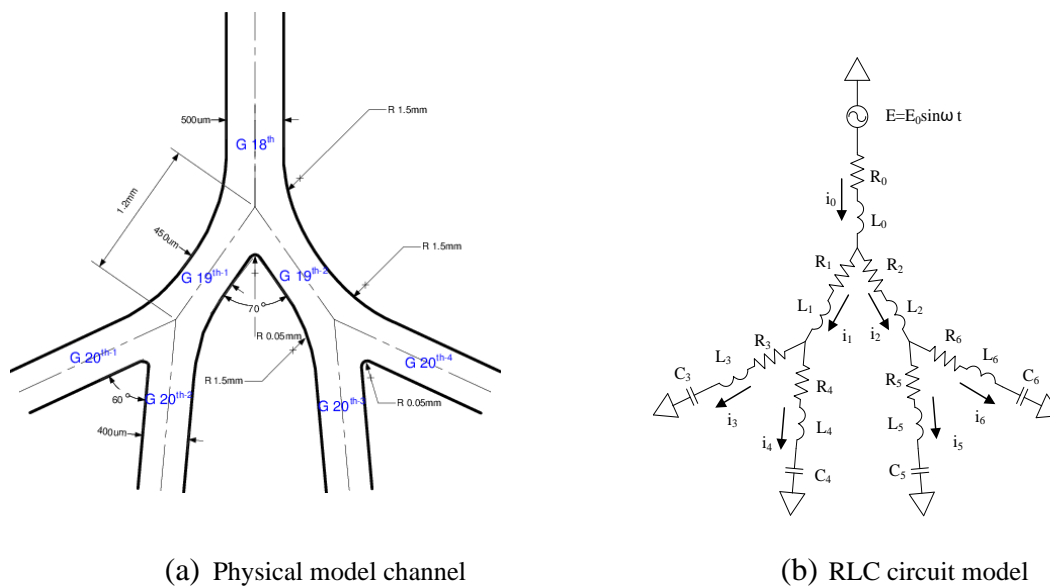 500um
R 1.5mm
G 18th
1.2mm
450um
R 1.5mm
G 19th-1
G 19th-2
70°
R 0.05mm
G 20th-1
G 20th-4
R 1.5mm
60°
G 20th-2
G 20th-3
R 0.05mm
400um
(a) Physical model channel
E=E0sinω t
R0
i0
L0
R1
R2
L1
L2
i1
i2
R3
R6
L3
L6
C3
R4
R5
C6
i3
i6
L4
L5
i4
i5
C4
C5
(b) RLC circuit model